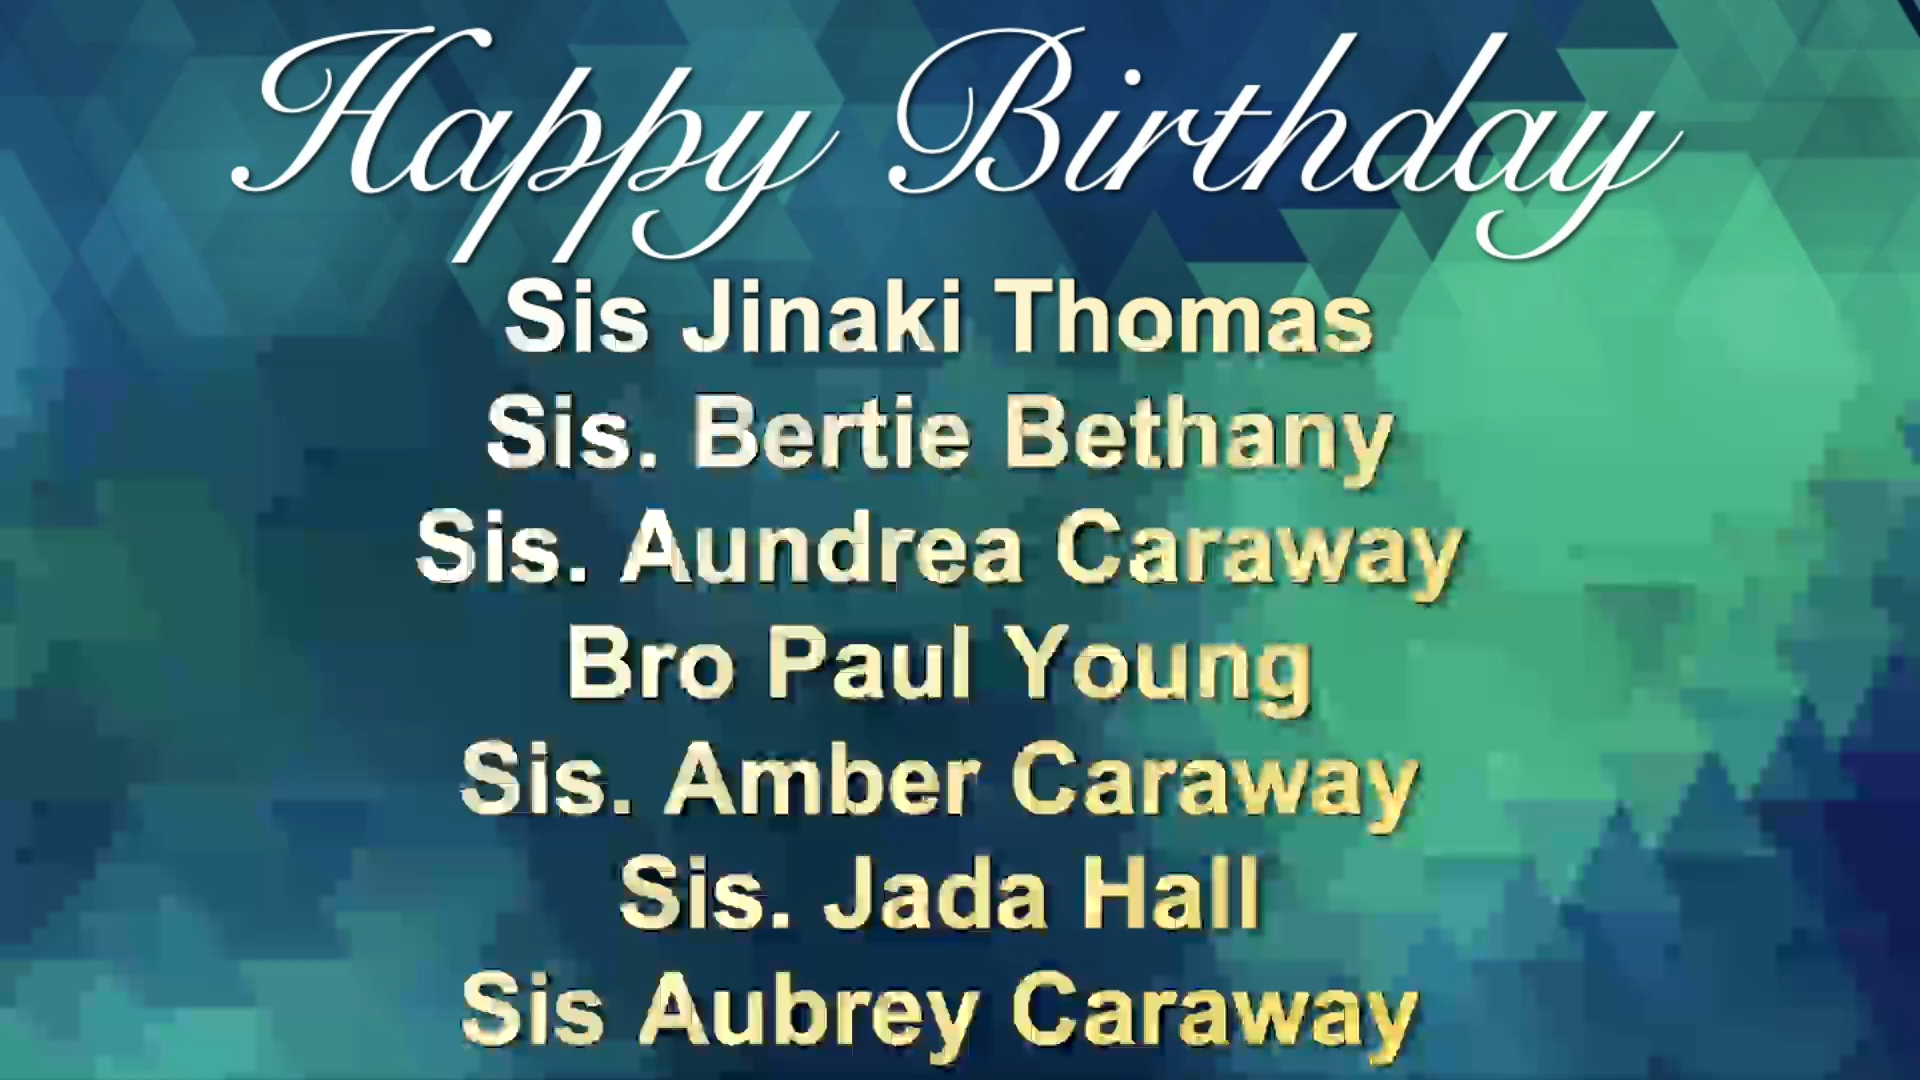 Happy Birthday
Sis Jinaki Thomas
Sis. Bertie Bethany
Sis. Aundrea Caraway
Bro Paul Young
Sis. Amber Caraway
Sis. Jada Hall
Sis Aubrey Caraway